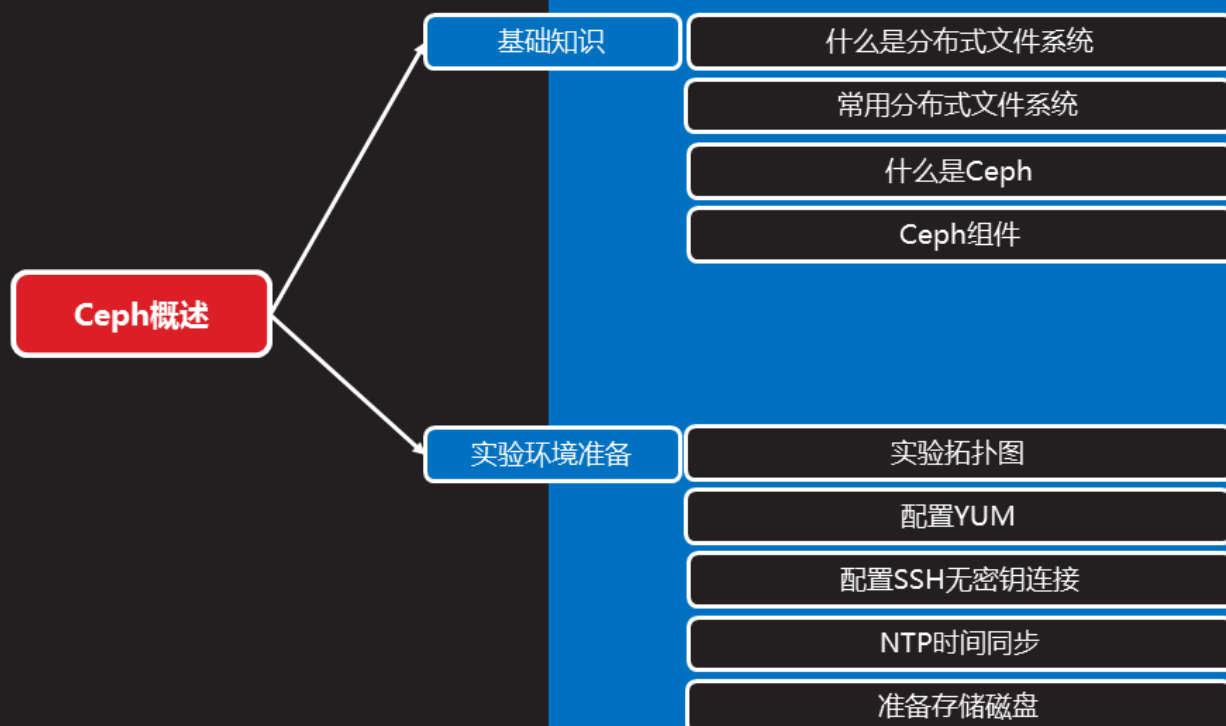 Ceph概述
基础知识
什么是分布式文件系统
常用分布式文件系统
什么是Ceph
Ceph组件
实验环境准备
实验拓扑图
配置YUM
配置SSH无密钥连接
NTP时间同步
准备存储磁盘